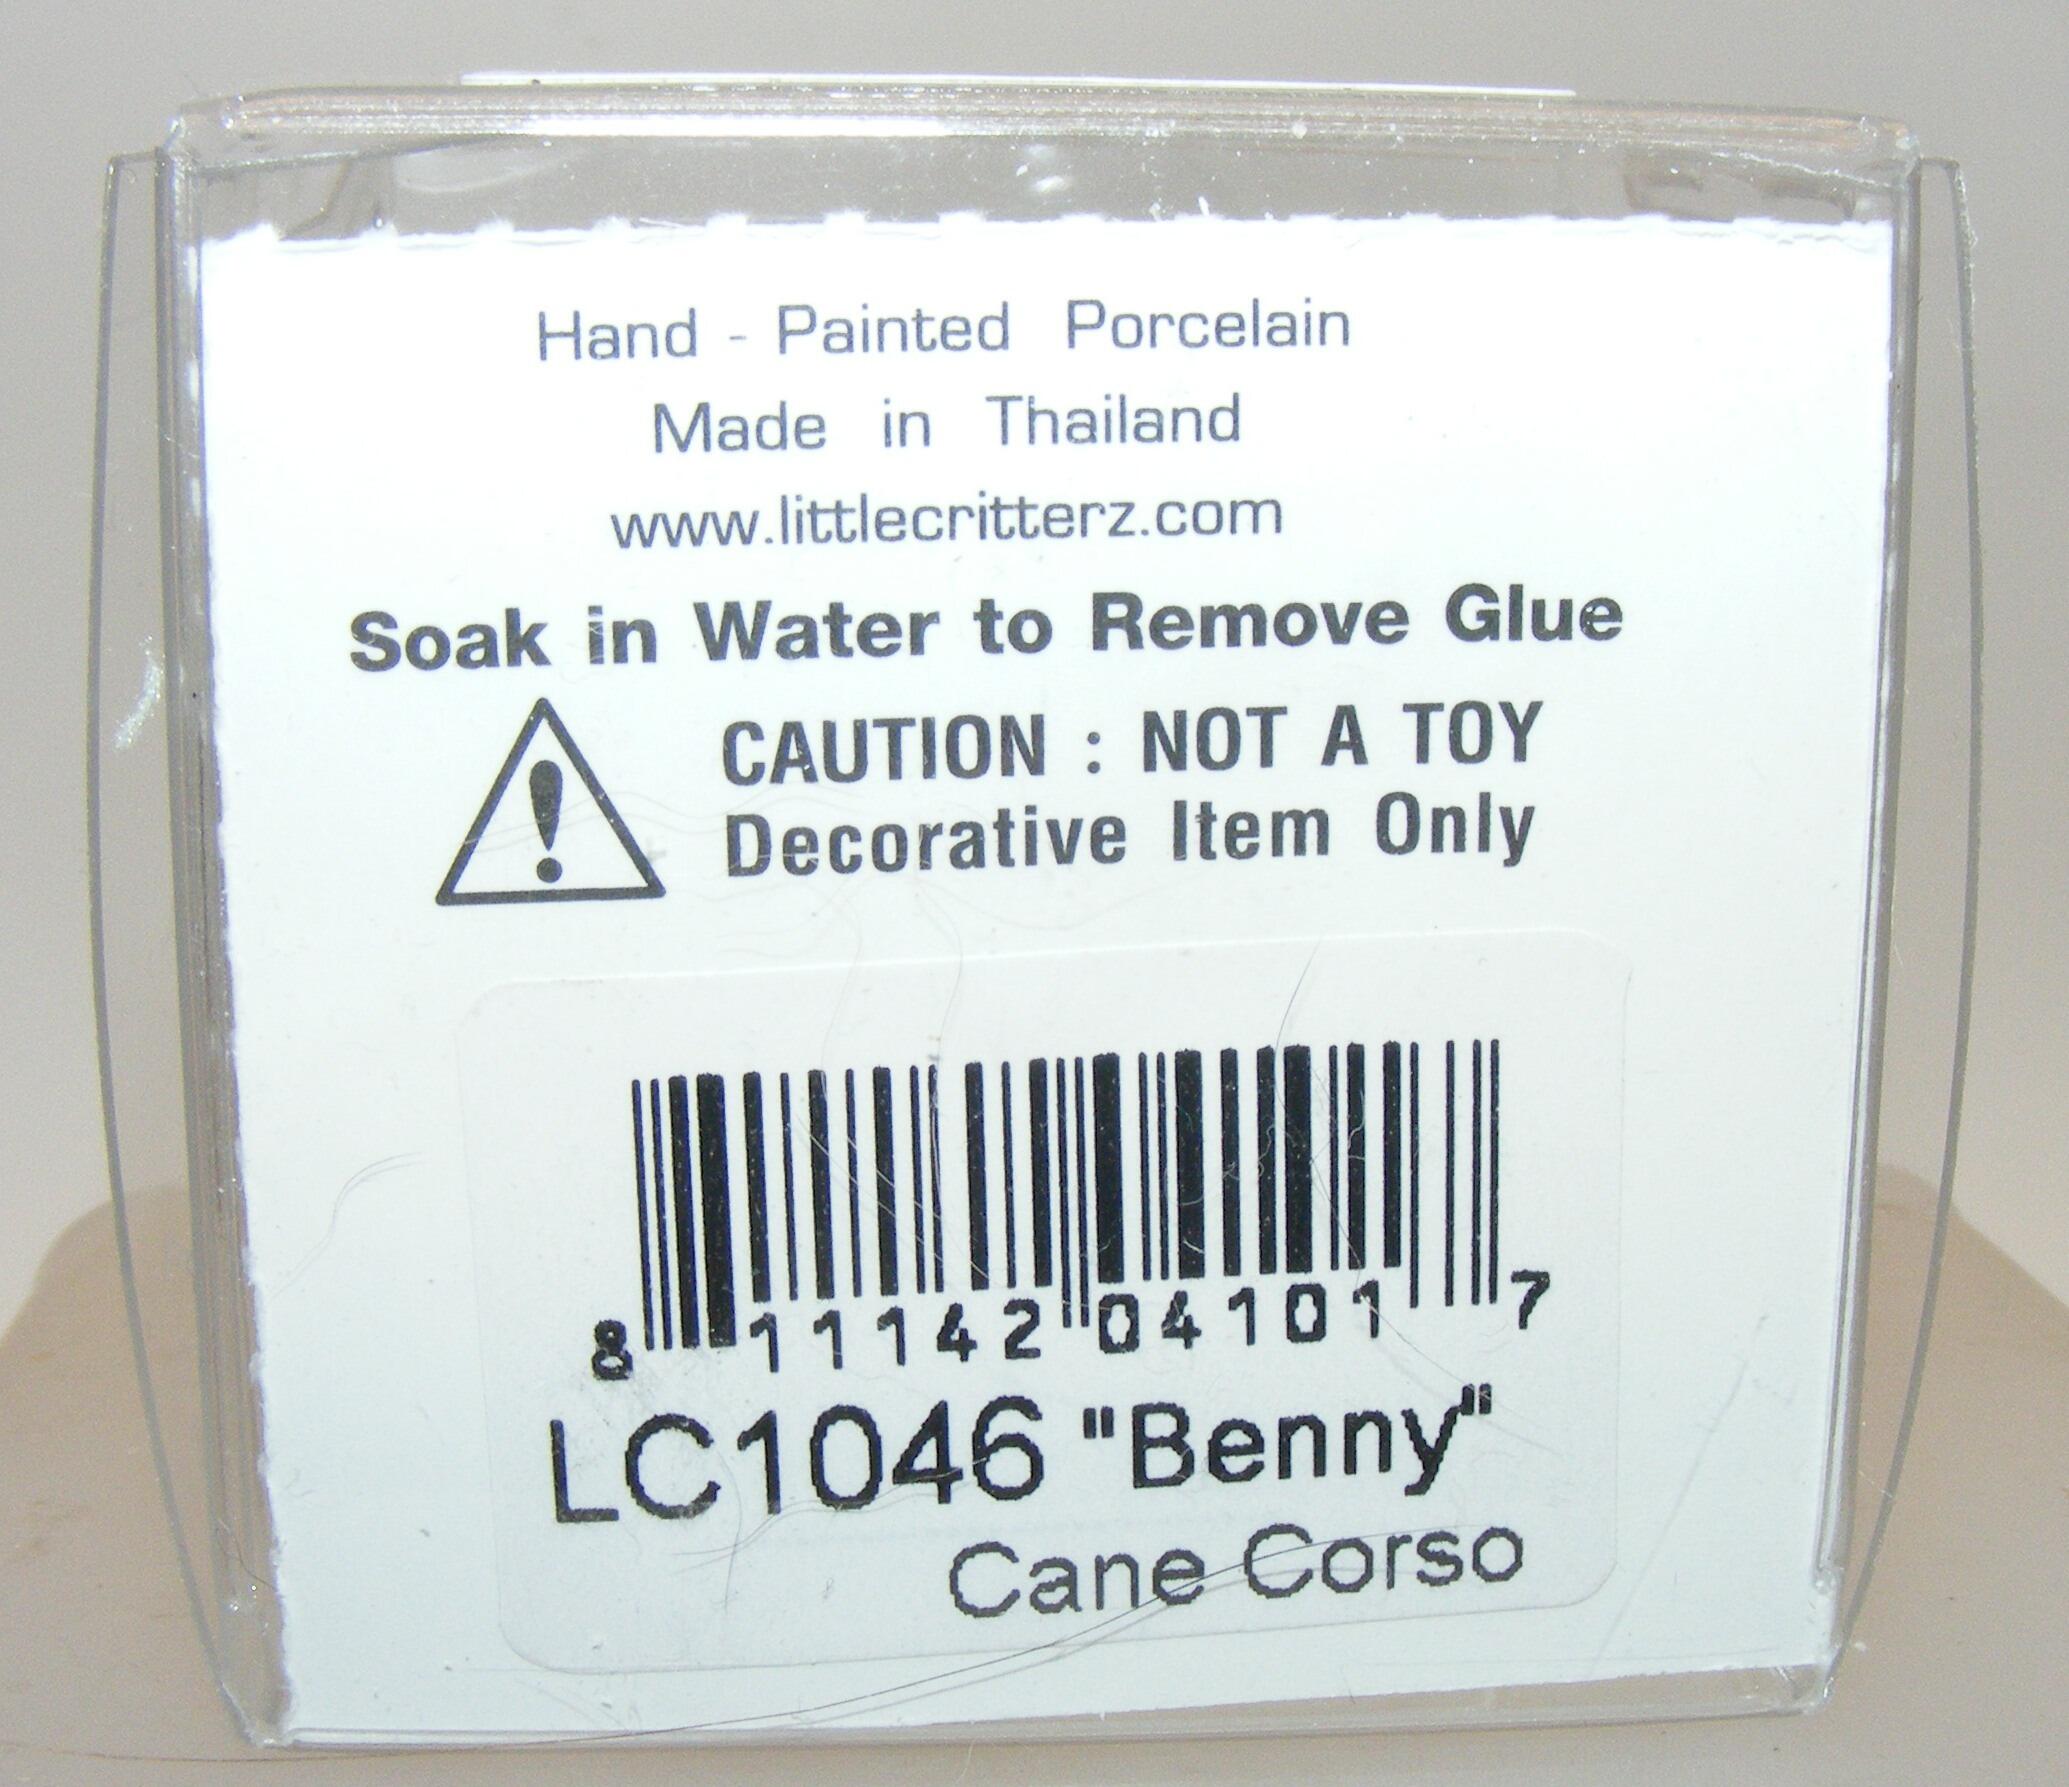 Hand - Painted Porcelain
Made in Thailand
www.littlecritterz.com
Soak in Water to Remove Glue
CAUTION : NOT A TOY
Decorative Item Only
8 11142 04101 7
LC1046 "Benny"
Cane Corso